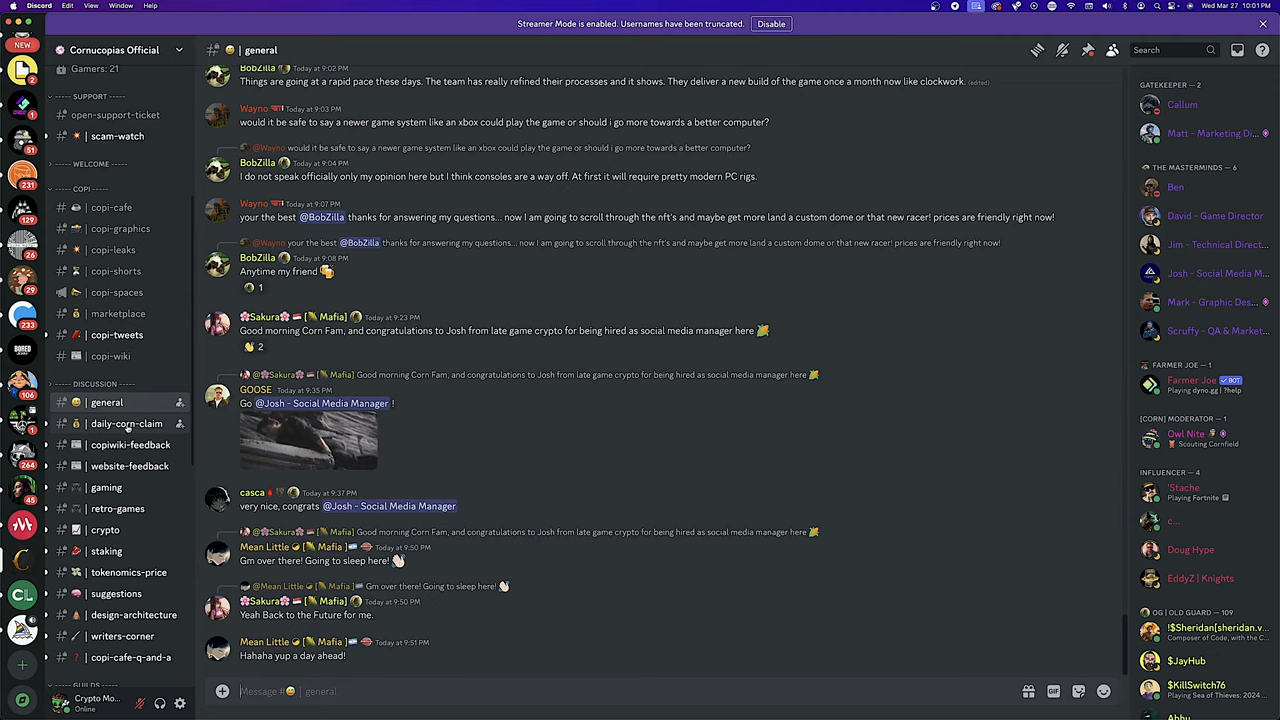 Discord Edit View Window Help
Wed Mar 27 10:01 PM
Streamer Mode is enabled. Usernames have been truncated. Disable
NEW
2
1
51
231
129
26
29
233
BORED
106
1
264
45
CL
Cornucopias Official
Gamers: 21
----- SUPPORT -----
open-support-ticket
| scam-watch
----- WELCOME -----
----- COPI -----
| copi-cafe
| copi-graphics
| copi-leaks
| copi-shorts
| copi-spaces
| marketplace
| copi-tweets
| copi-wiki
----- DISCUSSION -----
| general
| daily-corn-claim
| copiwiki-feedback
| website-feedback
| gaming
| retro-games
| crypto
| staking
| tokenomics-price
| suggestions
| design-architecture
| writers-corner
| copi-cafe-q-and-a
----- GUILDS -----
Crypto Mo...
Online
| general
Search
BobZilla Today at 9:02 PM
Things are going at a rapid pace these days. The team has really refined their processes and it shows. They deliver a new build of the game once a month now like clockwork. (edited)
Wayno Today at 9:03 PM
would it be safe to say a newer game system like an xbox could play the game or should i go more towards a better computer?
@Wayno would it be safe to say a newer game system like an xbox could play the game or should i go more towards a better computer?
BobZilla Today at 9:04 PM
I do not speak officially only my opinion here but I think consoles are a way off. At first it will require pretty modern PC rigs.
Wayno Today at 9:07 PM
your the best @BobZilla thanks for answering my questions... now I am going to scroll through the nft's and maybe get more land a custom dome or that new racer! prices are friendly right now!
@Wayno your the best @BobZilla thanks for answering my questions... now I am going to scroll through the nft's and maybe get more land a custom dome or that new racer! prices are friendly right now!
BobZilla Today at 9:08 PM
Anytime my friend 🍻
1
🌸Sakura🌸 [ Mafia] Today at 9:23 PM
Good morning Corn Fam, and congratulations to Josh from late game crypto for being hired as social media manager here 🌽
👏 2
@🌸Sakura🌸 [ Mafia] Good morning Corn Fam, and congratulations to Josh from late game crypto for being hired as social media manager here 🌽
GOOSE Today at 9:35 PM
Go @Josh - Social Media Manager !
casca Today at 9:37 PM
very nice, congrats @Josh - Social Media Manager
@🌸Sakura🌸 [ Mafia] Good morning Corn Fam, and congratulations to Josh from late game crypto for being hired as social media manager here 🌽
Mean Little [ Mafia] Today at 9:50 PM
Gm over there! Going to sleep here! 👋
@Mean Little [ Mafia] Gm over there! Going to sleep here! 👋
🌸Sakura🌸 [ Mafia] Today at 9:50 PM
Yeah Back to the Future for me.
Mean Little [ Mafia] Today at 9:51 PM
Hahaha yup a day ahead!
Message # | general
GIF
GATEKEEPER — 2
Callum
Matt - Marketing Di...
THE MASTERMINDS — 6
Ben
David - Game Director
Jim - Technical Direct...
Josh - Social Media M...
Mark - Graphic Des...
Scruffy - QA & Market...
FARMER JOE — 1
Farmer Joe BOT
Playing dyno.gg | ?help
[CORN] MODERATOR — 1
Owl Nite
Scouting Cornfield
INFLUENCER — 4
'Stache
Playing Fortnite
c...
Doug Hype
EddyZ | Knights
OG | OLD GUARD — 109
!$Sheridan[sheridan.v...
Composer of Code, with the C...
$JayHub
$KillSwitch76
Playing Sea of Thieves: 2024 ...
Abhu